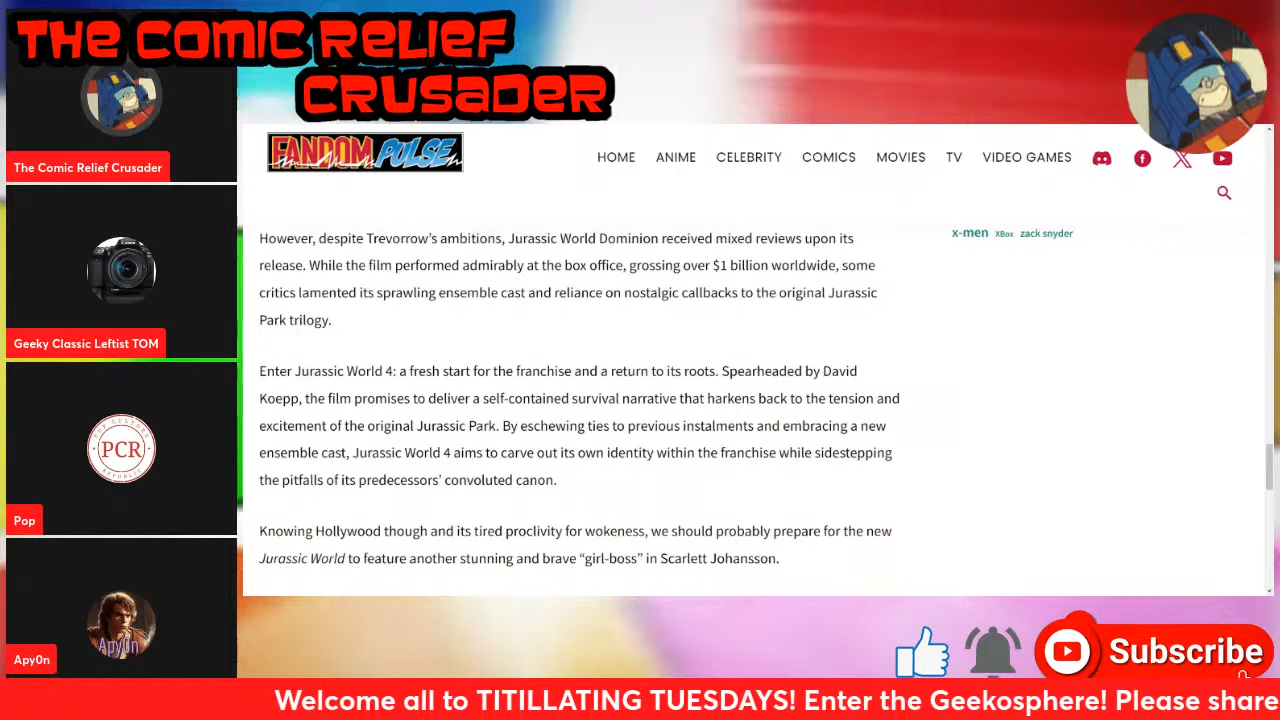 THE COMIC RELIEF
CRUSADER
The Comic Relief Crusader
Geeky Classic Leftist TOM
POP CULTURE
PCR
REPUBLIC
Pop
Apy0n
Apy0n
FANDOM PULSE
HOME ANIME CELEBRITY COMICS MOVIES TV VIDEO GAMES
x-men XBox zack snyder
However, despite Trevorrow’s ambitions, Jurassic World Dominion received mixed reviews upon its
release. While the film performed admirably at the box office, grossing over $1 billion worldwide, some
critics lamented its sprawling ensemble cast and reliance on nostalgic callbacks to the original Jurassic
Park trilogy.
Enter Jurassic World 4: a fresh start for the franchise and a return to its roots. Spearheaded by David
Koepp, the film promises to deliver a self-contained survival narrative that harkens back to the tension and
excitement of the original Jurassic Park. By eschewing ties to previous instalments and embracing a new
ensemble cast, Jurassic World 4 aims to carve out its own identity within the franchise while sidestepping
the pitfalls of its predecessors’ convoluted canon.
Knowing Hollywood though and its tired proclivity for wokeness, we should probably prepare for the new
Jurassic World to feature another stunning and brave “girl-boss” in Scarlett Johansson.
Subscribe
Welcome all to TITILLATING TUESDAYS! Enter the Geekosphere! Please share